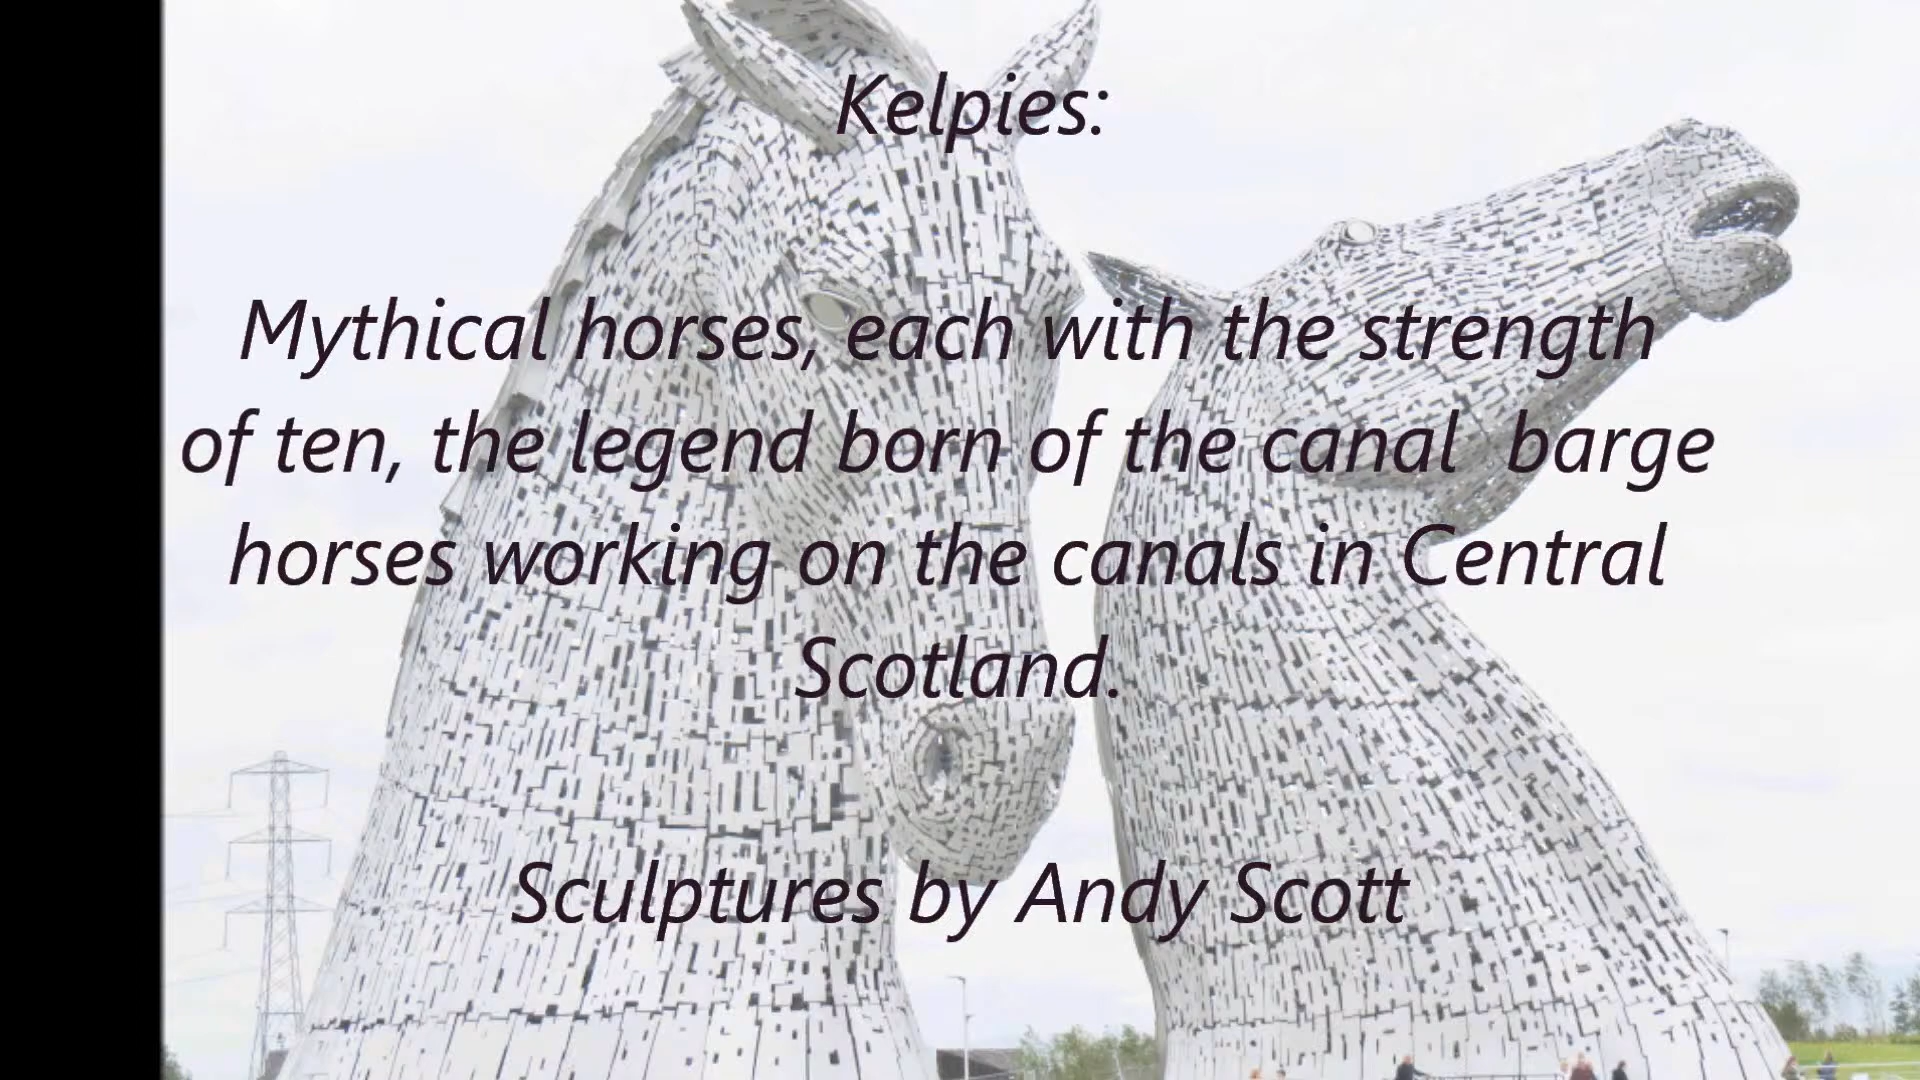 Kelpies:
Mythical horses, each with the strength
of ten, the legend born of the canal  barge
horses working on the canals in Central
Scotland.
Sculptures by Andy Scott